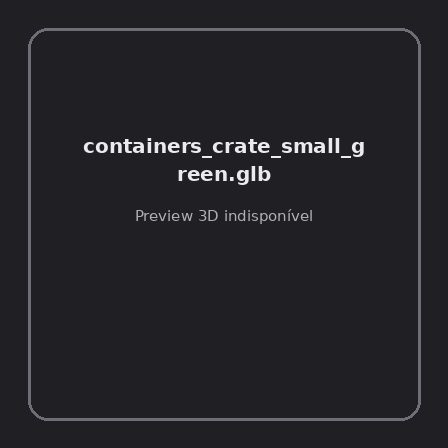 containers_crate_small_g
reen.glb
Preview 3D indisponível